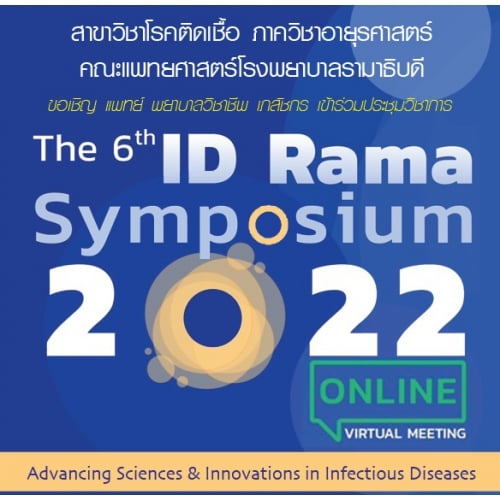 สาขาวิชาโรคติดเชื้อ ภาควิชาอายุรศาสตร์
คณะแพทยศาสตร์โรงพยาบาลรามาธิบดี
ขอเชิญ แพทย์ พยาบาลวิชาชีพ เภสัชกร เข้าร่วมประชุมวิชาการ
The 6th ID Rama
Symposium
2022
ONLINE
VIRTUAL MEETING
Advancing Sciences & Innovations in Infectious Diseases